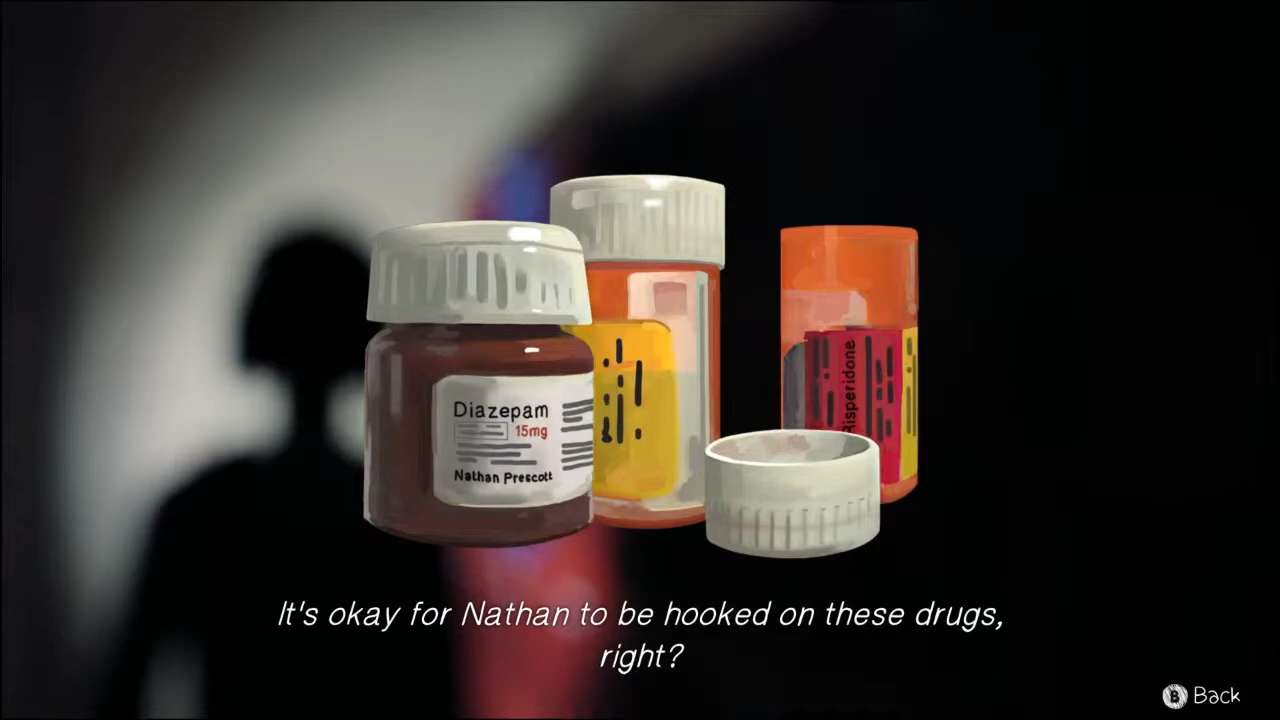 Diazepam
15mg
Nathan Prescott
Risperidone
It's okay for Nathan to be hooked on these drugs,
right?
B Back